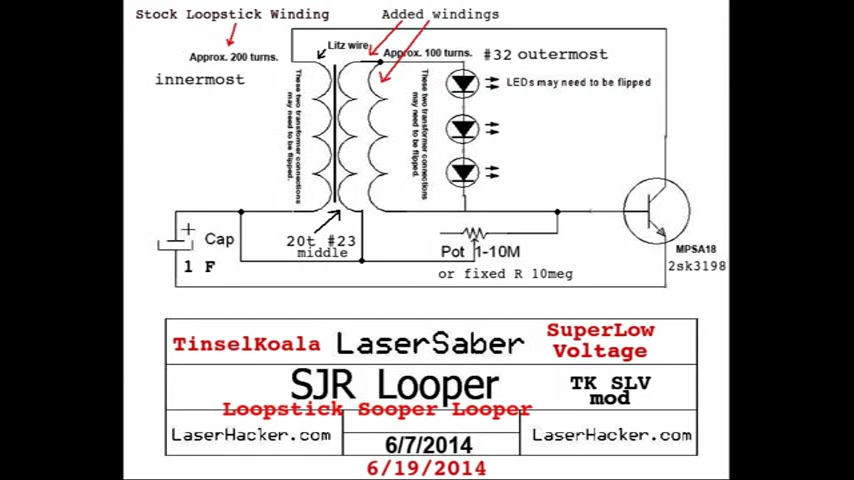 Stock Loopstick Winding
Added windings
Approx. 200 turns.
Litz wire
Approx. 100 turns.
#32 outermost
innermost
LEDs may need to be flipped
These two transformer connections
may need to be flipped.
These two transformer connections
may need to be flipped.
+
Cap
1 F
20t #23
middle
Pot 1-10M
or fixed R 10meg
MPSA18
2sk3198
TinselKoala
LaserSaber
SuperLow
Voltage
SJR Looper
TK SLV
mod
Loopstick Sooper Looper
LaserHacker.com
6/7/2014
LaserHacker.com
6/19/2014